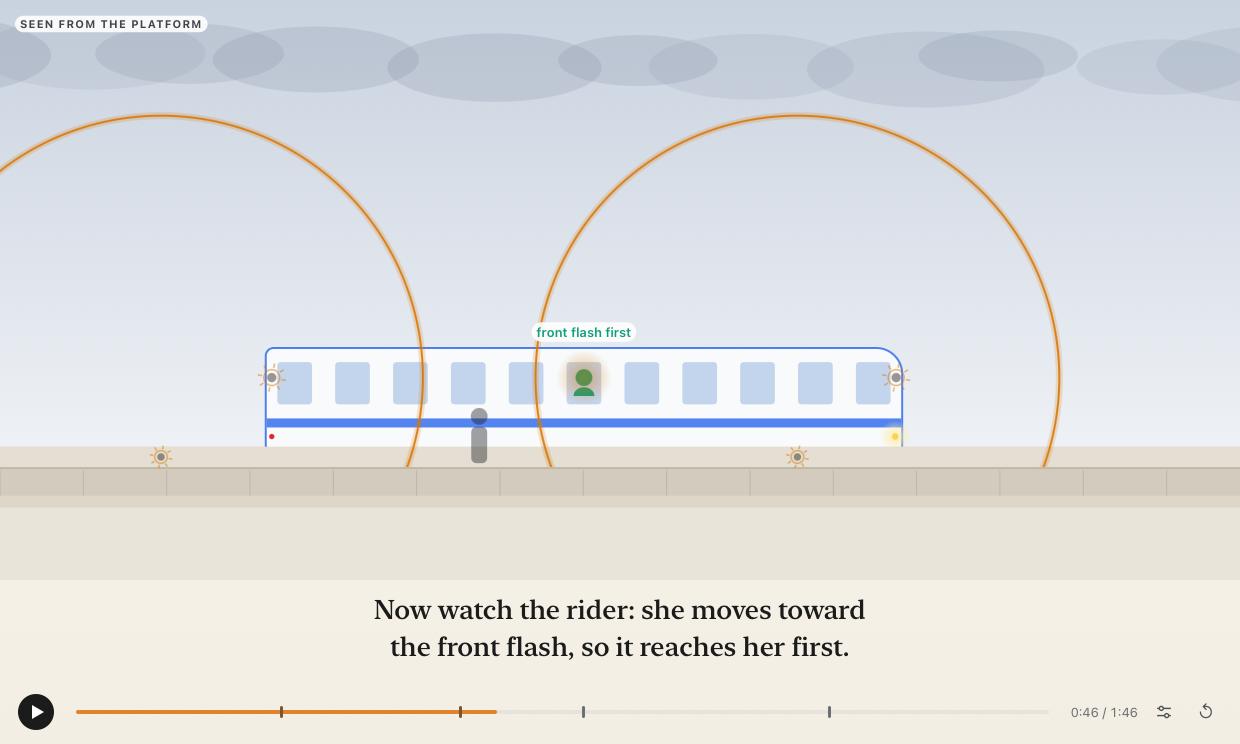 SEEN FROM THE PLATFORM
front flash first
Now watch the rider: she moves toward
the front flash, so it reaches her first.
0:46 / 1:46